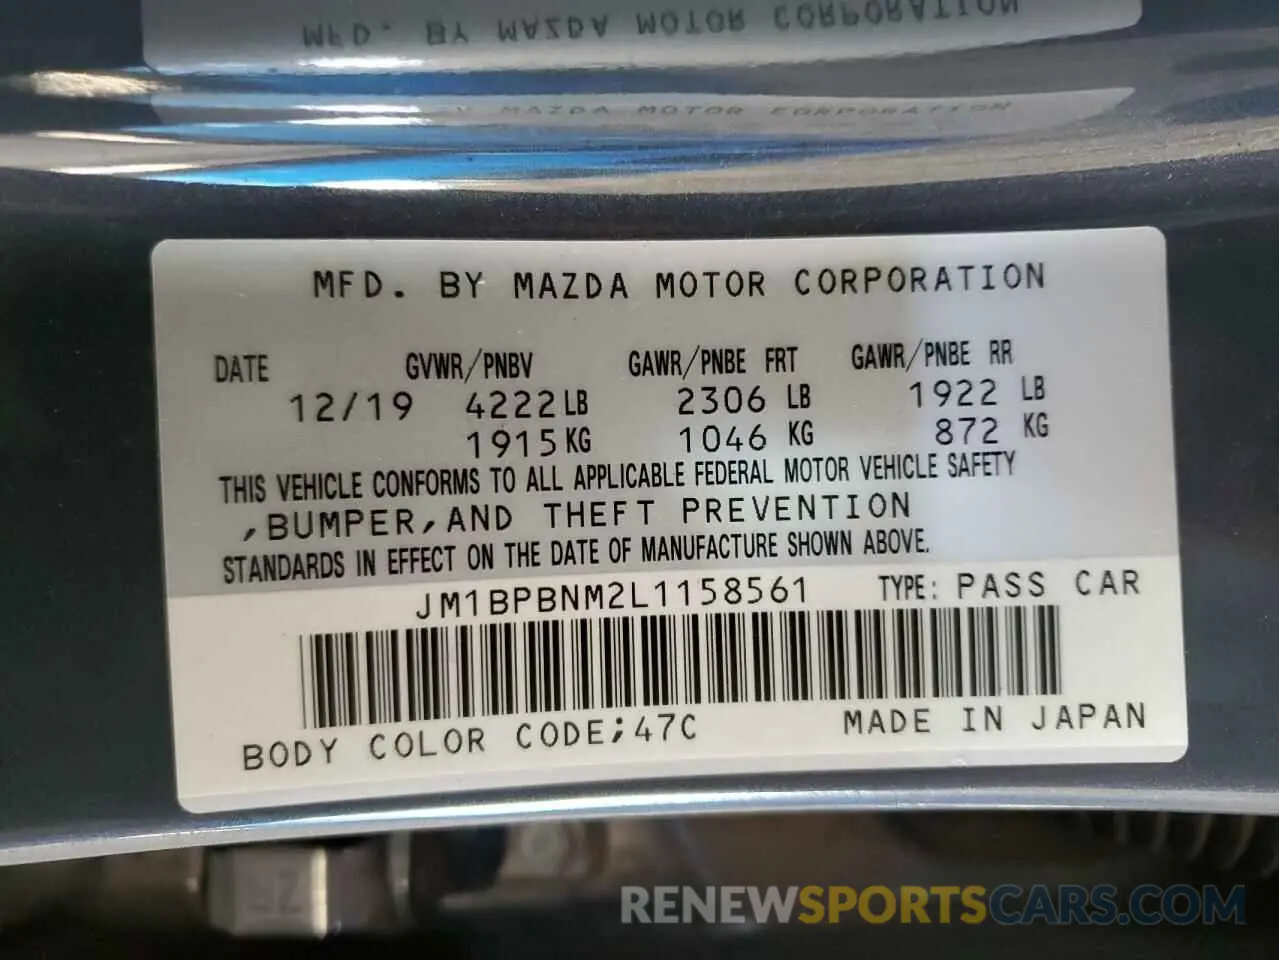 MFD. BY MAZDA MOTOR CORPORATION
MAZDA MOTOR CORPORATION
MFD. BY MAZDA MOTOR CORPORATION
DATE GVWR/PNBV GAWR/PNBE FRT GAWR/PNBE RR
12/19 4222 LB 2306 LB 1922 LB
1915 KG 1046 KG 872 KG
THIS VEHICLE CONFORMS TO ALL APPLICABLE FEDERAL MOTOR VEHICLE SAFETY
,BUMPER,AND THEFT PREVENTION
STANDARDS IN EFFECT ON THE DATE OF MANUFACTURE SHOWN ABOVE.
JM1BPBNM2L1158561 TYPE: PASS CAR
BODY COLOR CODE;47C MADE IN JAPAN
RENEWSPORTSCARS.COM